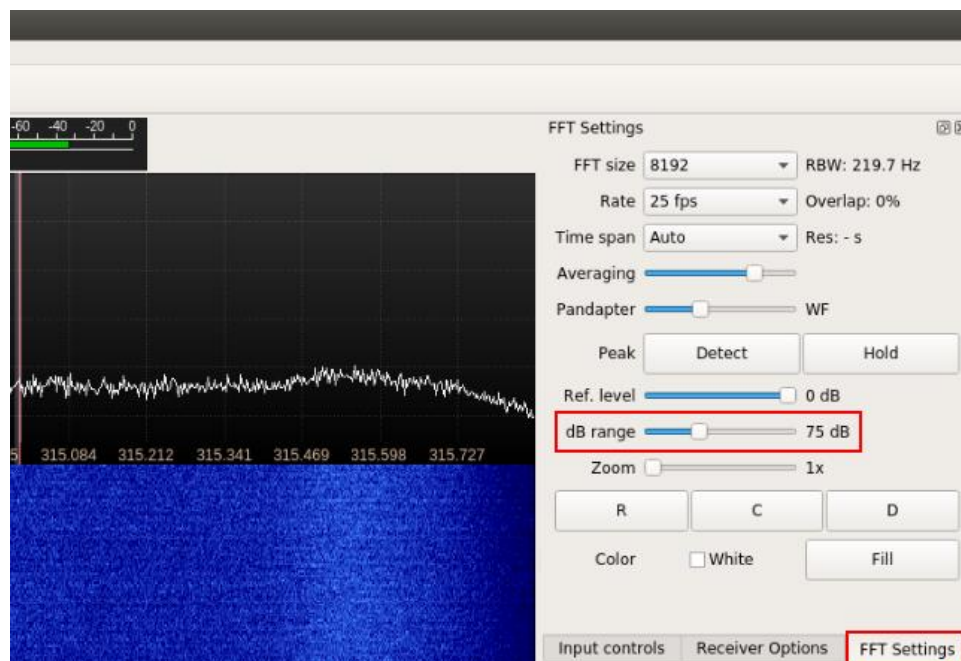 -60 -40 -20 0
FFT Settings
FFT size 8192 RBW: 219.7 Hz
Rate 25 fps Overlap: 0%
Time span Auto Res: - s
Averaging
Pandapter WF
Peak Detect Hold
Ref. level 0 dB
dB range 75 dB
5 315.084 315.212 315.341 315.469 315.598 315.727
Zoom 1x
R C D
Color White Fill
Input controls Receiver Options FFT Settings